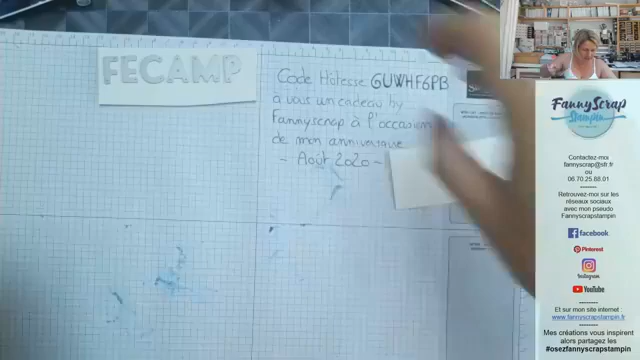 FECAMP
Code Hôtesse GUWHF6PB
à vous un cadeau by
Fannyscrap à l'occasion
de mon anniversaire
- Août 2020 -
FannyScrap
Stampin
Contactez-moi
fannyscrap@sfr.fr
ou
06.70.25.88.01
----------
Retrouvez-moi sur les
réseaux sociaux
avec mon pseudo
Fannyscrapstampin
facebook
Pinterest
Instagram
YouTube
----------
Et sur mon site internet :
www.fannyscrapstampin.fr
----------
Mes créations vous inspirent
alors partagez les
#osezfannyscrapstampin